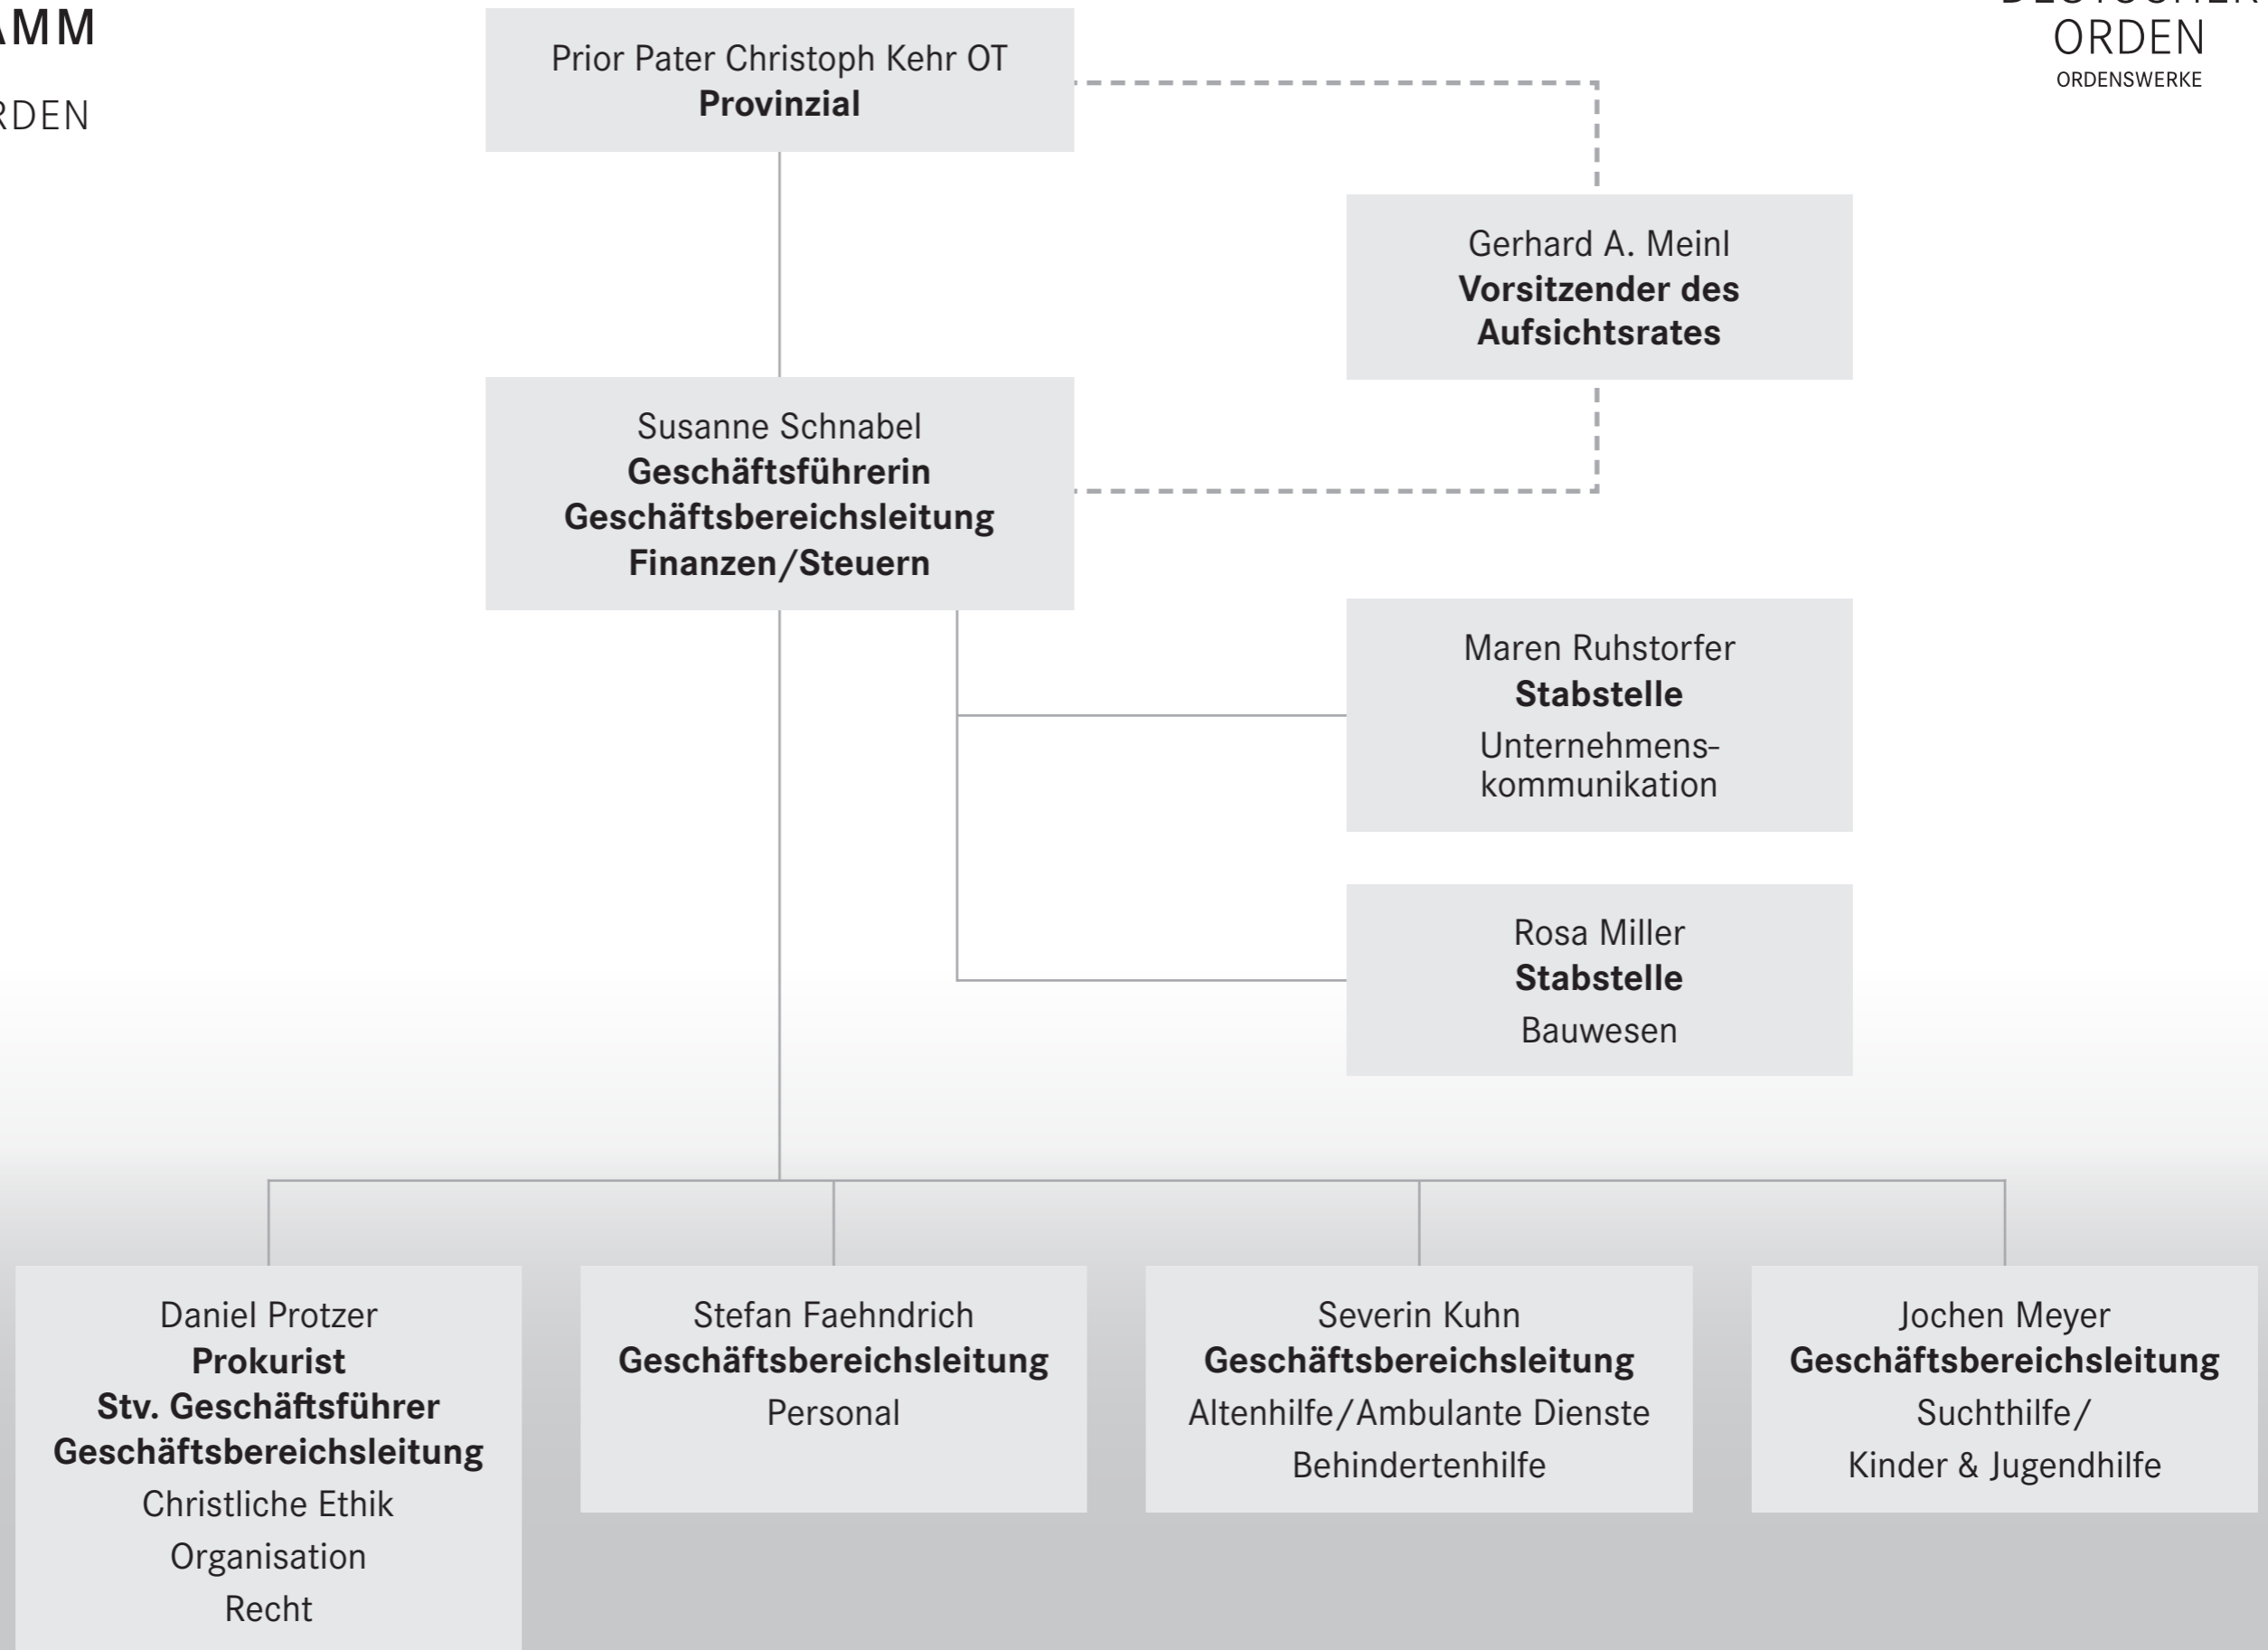 ORDEN
ORDENSWERKE
Prior Pater Christoph Kehr OT
Provinzial
Gerhard A. Meinl
Vorsitzender des
Aufsichtsrates
Susanne Schnabel
Geschäftsführerin
Geschäftsbereichsleitung
Finanzen/Steuern
Maren Ruhstorfer
Stabstelle
Unternehmens-
kommunikation
Rosa Miller
Stabstelle
Bauwesen
Daniel Protzer
Prokurist
Stv. Geschäftsführer
Geschäftsbereichsleitung
Christliche Ethik
Organisation
Recht
Stefan Faehndrich
Geschäftsbereichsleitung
Personal
Severin Kuhn
Geschäftsbereichsleitung
Altenhilfe/Ambulante Dienste
Behindertenhilfe
Jochen Meyer
Geschäftsbereichsleitung
Suchthilfe/
Kinder & Jugendhilfe